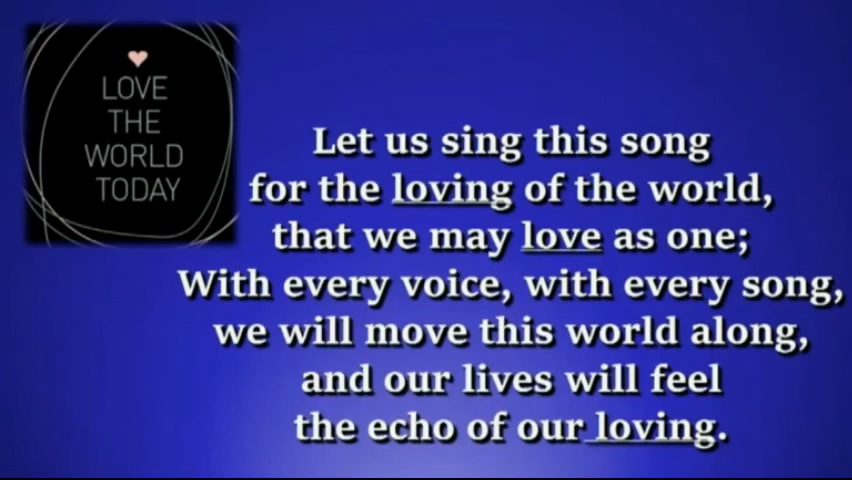 LOVE
THE
WORLD
TODAY
Let us sing this song
for the loving of the world,
that we may love as one;
With every voice, with every song,
we will move this world along,
and our lives will feel
the echo of our loving.